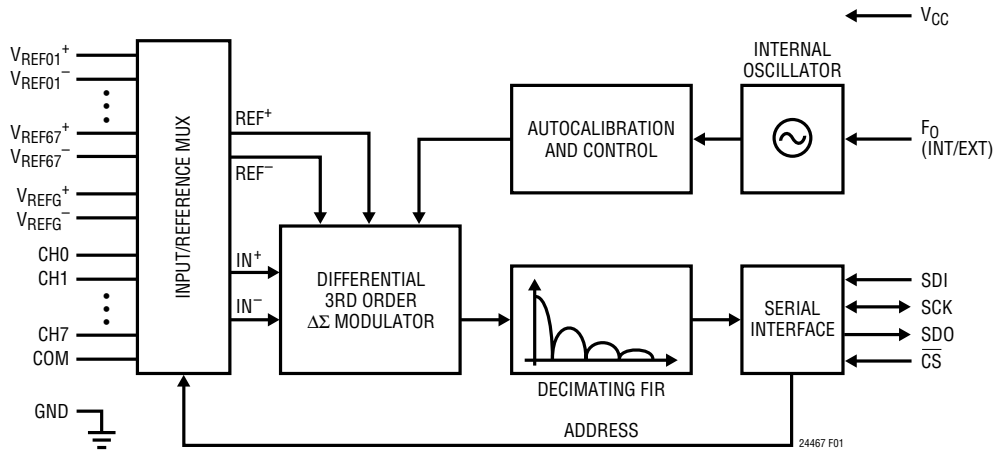 VCC
INTERNAL
OSCILLATOR
VREF01+
VREF01−
VREF67+
VREF67−
VREFG+
VREFG−
CH0
CH1
CH7
COM
GND
INPUT/REFERENCE MUX
REF+
REF−
IN+
IN−
AUTOCALIBRATION
AND CONTROL
FO
(INT/EXT)
DIFFERENTIAL
3RD ORDER
ΔΣ MODULATOR
DECIMATING FIR
SERIAL
INTERFACE
SDI
SCK
SDO
C̅S̅
ADDRESS
24467 F01